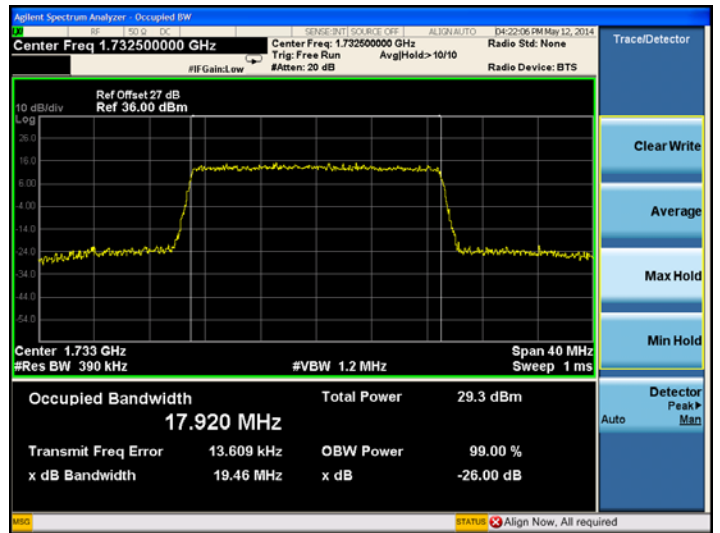 Agilent Spectrum Analyzer - Occupied BW
RF 50 Ω DC SENSE:INT SOURCE OFF ALIGN AUTO 04:22:06 PM May 12, 2014
Center Freq 1.732500000 GHz Center Freq: 1.732500000 GHz Radio Std: None
Trig: Free Run Avg|Hold:> 10/10
#IFGain:Low #Atten: 20 dB Radio Device: BTS
Trace/Detector
Ref Offset 27 dB
10 dB/div Ref 36.00 dBm
Log
26.0
16.0
6.00
-4.00
-14.0
-24.0
-34.0
-44.0
-54.0
Center 1.733 GHz Span 40 MHz
#Res BW 390 kHz #VBW 1.2 MHz Sweep 1 ms
Occupied Bandwidth Total Power 29.3 dBm
17.920 MHz
Transmit Freq Error 13.609 kHz OBW Power 99.00 %
x dB Bandwidth 19.46 MHz x dB -26.00 dB
Clear Write
Average
Max Hold
Min Hold
Detector
Peak▶
Auto Man
MSG STATUS Align Now, All required